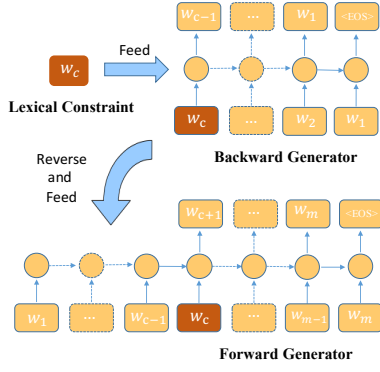 w_{c−1} ... w_1 <EOS>
Feed
w_c
Lexical Constraint
w_c ... w_2 w_1
Backward Generator
Reverse
and
Feed
w_{c+1} ... w_m <EOS>
w_1 ... w_{c−1} w_c ... w_{m−1} w_m
Forward Generator